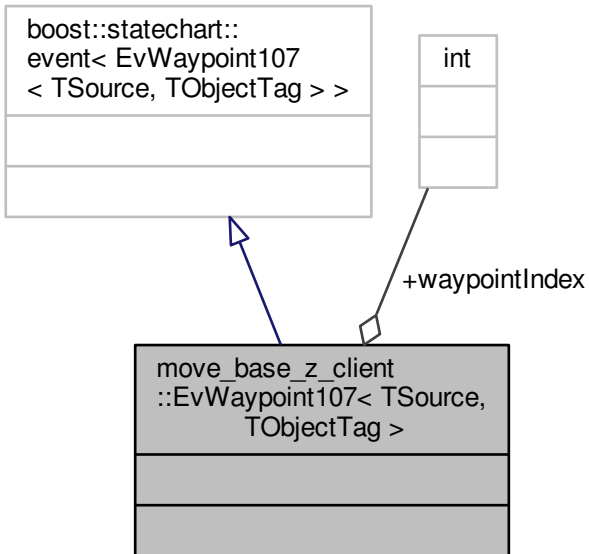 boost::statechart::
event< EvWaypoint107
< TSource, TObjectTag > >
int
+waypointIndex
move_base_z_client
::EvWaypoint107< TSource,
TObjectTag >